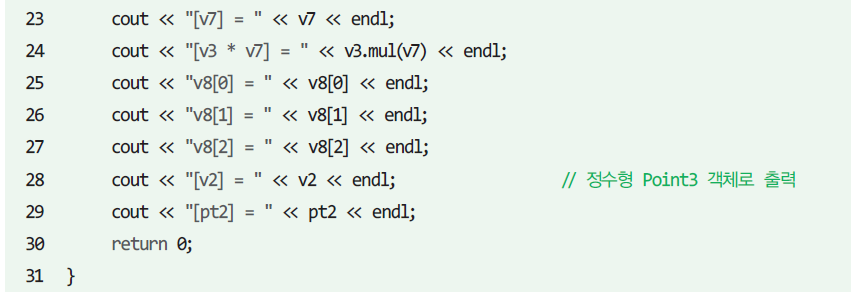 23 cout << "[v7] = " << v7 << endl;
24 cout << "[v3 * v7] = " << v3.mul(v7) << endl;
25 cout << "v8[0] = " << v8[0] << endl;
26 cout << "v8[1] = " << v8[1] << endl;
27 cout << "v8[2] = " << v8[2] << endl;
28 cout << "[v2] = " << v2 << endl; // 정수형 Point3 객체로 출력
29 cout << "[pt2] = " << pt2 << endl;
30 return 0;
31 }